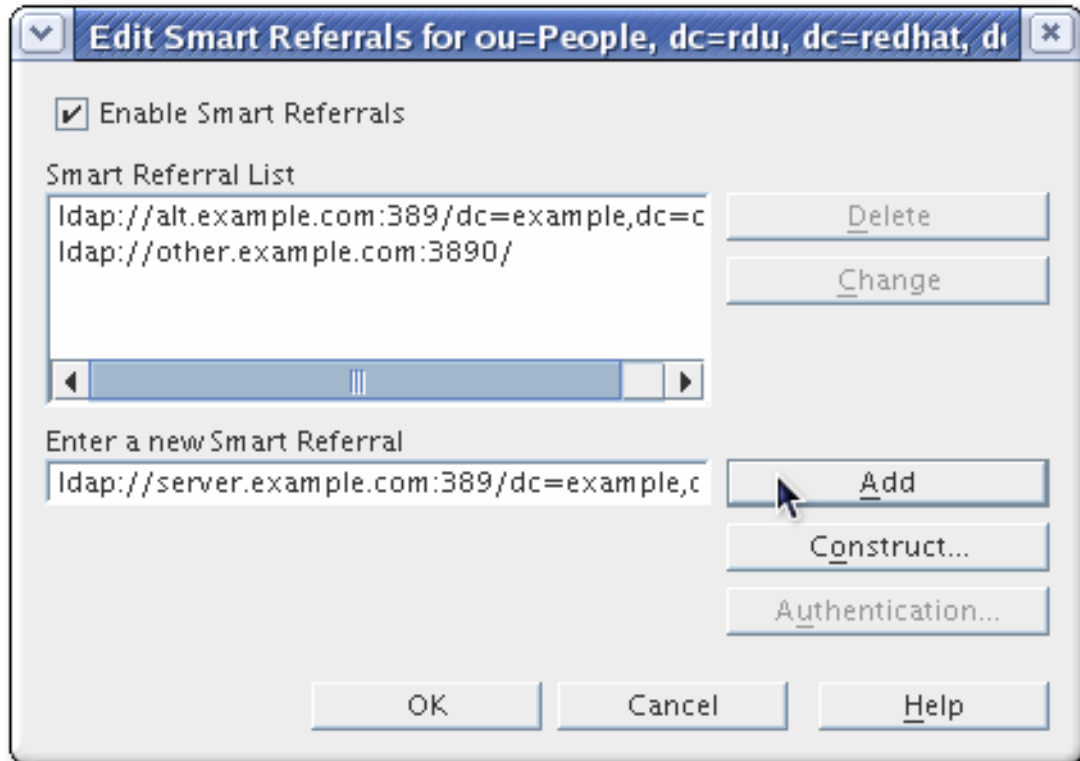 Edit Smart Referrals for ou=People, dc=rdu, dc=redhat, d
Enable Smart Referrals
Smart Referral List
ldap://alt.example.com:389/dc=example,dc=c
ldap://other.example.com:3890/
Delete
Change
Enter a new Smart Referral
ldap://server.example.com:389/dc=example,c
Add
Construct...
Authentication...
OK
Cancel
Help